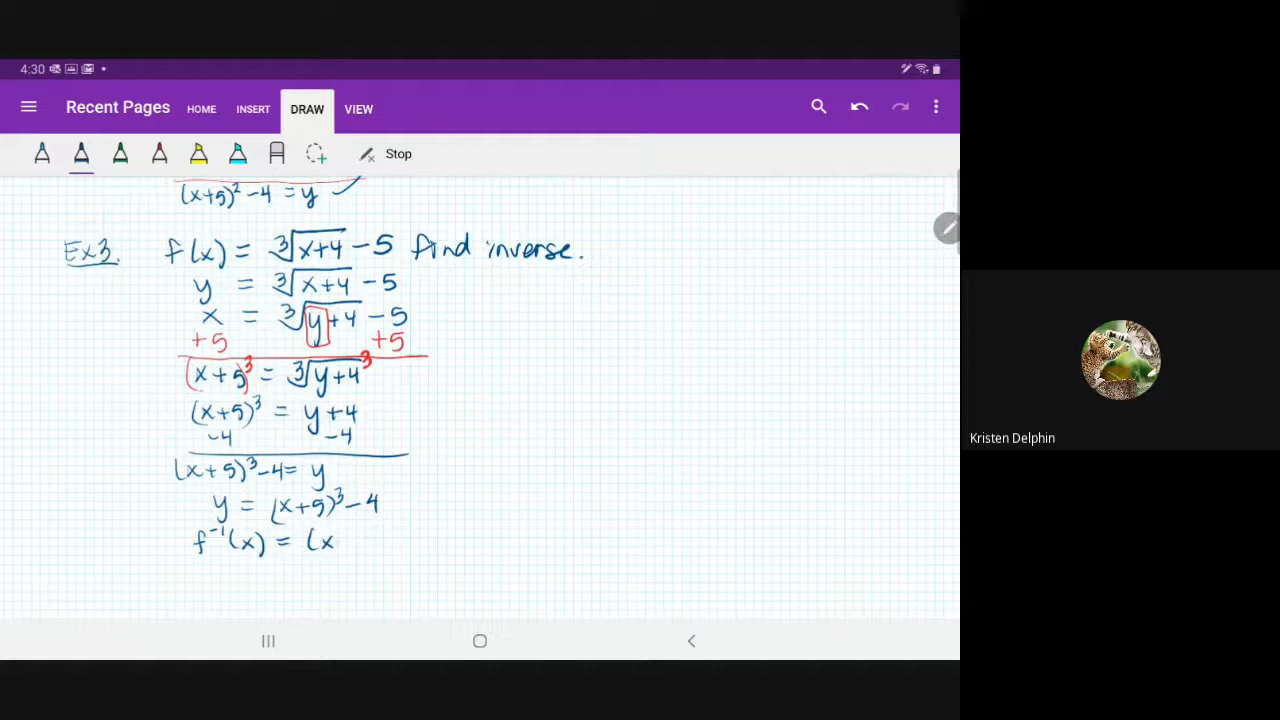 4:30
Recent Pages HOME INSERT DRAW VIEW
Stop
(x+5)² -4 = y ✓
Ex3. f(x) = ∛(x+4) - 5 find inverse.
y = ∛(x+4) - 5
x = ∛(y+4) - 5
+5 +5
(x+5)³ = ∛(y+4)³
(x+5)³ = y+4
-4 -4
(x+5)³-4 = y
y = (x+5)³ - 4
f⁻¹(x) = (x
Kristen Delphin